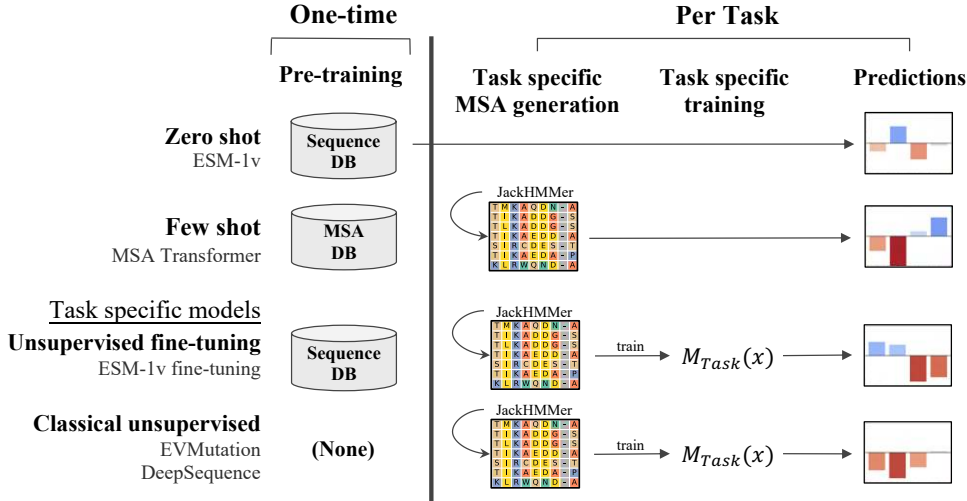 One-time
Per Task
Pre-training
Task specific
MSA generation
Task specific
training
Predictions
Zero shot
ESM-1v
Sequence
DB
Few shot
MSA Transformer
MSA
DB
JackHMMer
T M K A Q D N - A
T I K A D D G - S
T L K A D D G - S
T I K A E D D - A
S I R C D E S - T
T I K A E D A - P
K L R W Q N D - A
Task specific models
Unsupervised fine-tuning
ESM-1v fine-tuning
Sequence
DB
JackHMMer
T M K A Q D N - A
T I K A D D G - S
T L K A D D G - S
T I K A E D D - A
S I R C D E S - T
T I K A E D A - P
K L R W Q N D - A
train
M_Task(x)
Classical unsupervised
EVMutation
DeepSequence
(None)
JackHMMer
T M K A Q D N - A
T I K A D D G - S
T L K A D D G - S
T I K A E D D - A
S I R C D E S - T
T I K A E D A - P
K L R W Q N D - A
train
M_Task(x)